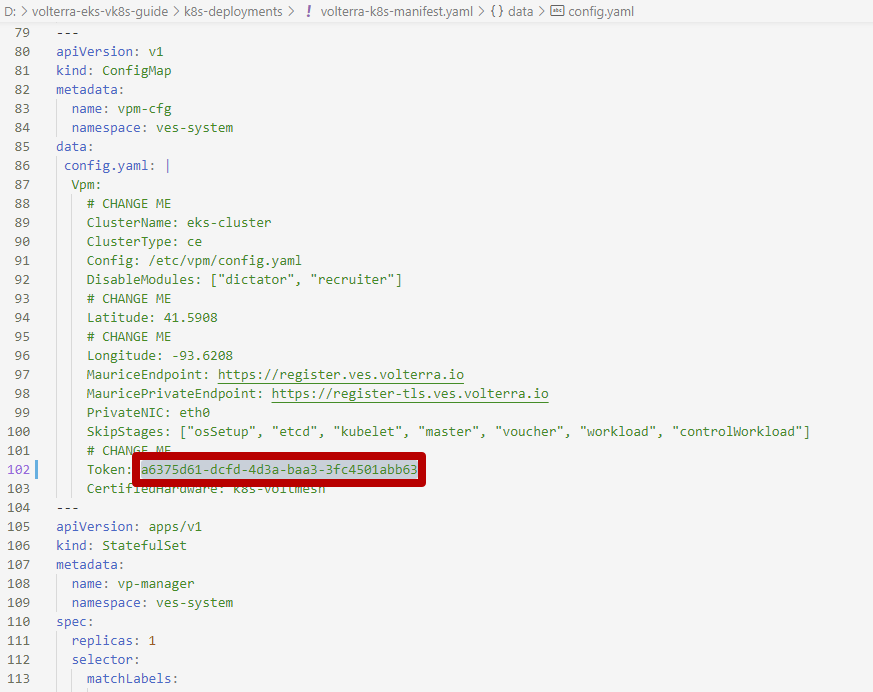 D: > volterra-eks-vk8s-guide > k8s-deployments > ! volterra-k8s-manifest.yaml > {} data > abc config.yaml
79 ---
80 apiVersion: v1
81 kind: ConfigMap
82 metadata:
83   name: vpm-cfg
84   namespace: ves-system
85 data:
86  config.yaml: |
87   Vpm:
88     # CHANGE ME
89     ClusterName: eks-cluster
90     ClusterType: ce
91     Config: /etc/vpm/config.yaml
92     DisableModules: ["dictator", "recruiter"]
93     # CHANGE ME
94     Latitude: 41.5908
95     # CHANGE ME
96     Longitude: -93.6208
97     MauriceEndpoint: https://register.ves.volterra.io
98     MauricePrivateEndpoint: https://register-tls.ves.volterra.io
99     PrivateNIC: eth0
100     SkipStages: ["osSetup", "etcd", "kubelet", "master", "voucher", "workload", "controlWorkload"]
101     # CHANGE ME
102     Token: a6375d61-dcfd-4d3a-baa3-3fc4501abb63
103     CertifiedHardware: k8s-voltmesh
104 ---
105 apiVersion: apps/v1
106 kind: StatefulSet
107 metadata:
108   name: vp-manager
109   namespace: ves-system
110 spec:
111   replicas: 1
112   selector:
113     matchLabels: